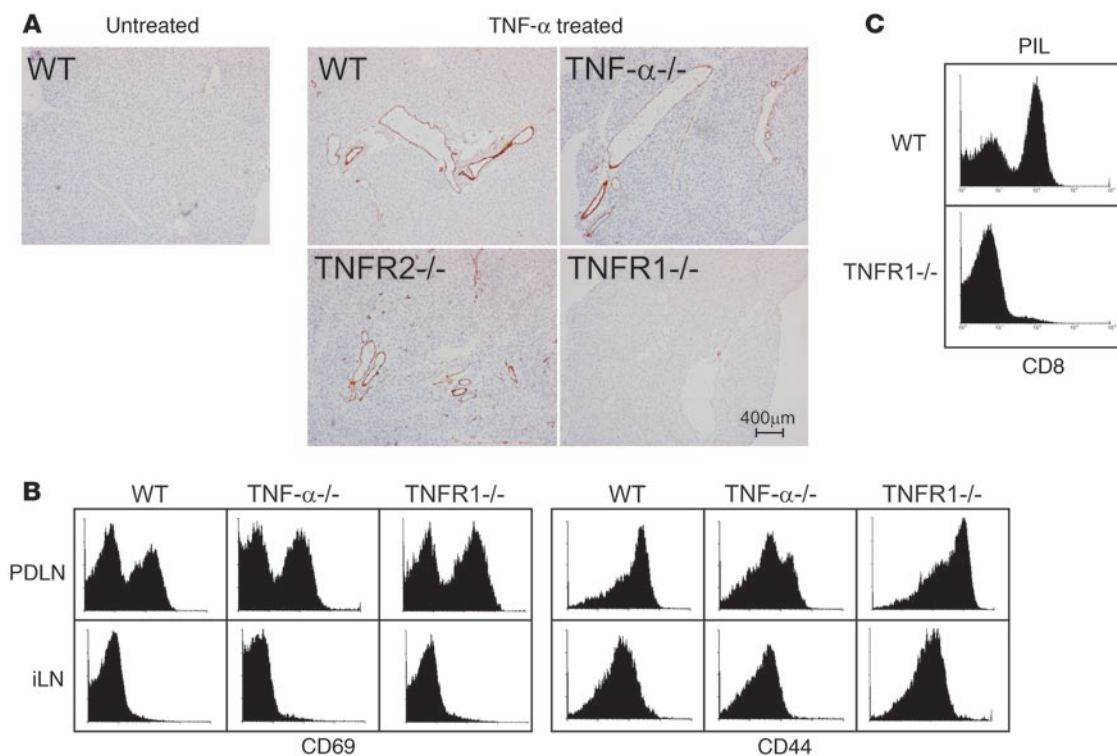 A
Untreated
TNF-α treated
WT
WT
TNF-α-/-
TNFR2-/-
TNFR1-/-
400µm
C
PIL
WT
TNFR1-/-
CD8
B
WT TNF-α-/- TNFR1-/- WT TNF-α-/- TNFR1-/-
PDLN
iLN
CD69 CD44